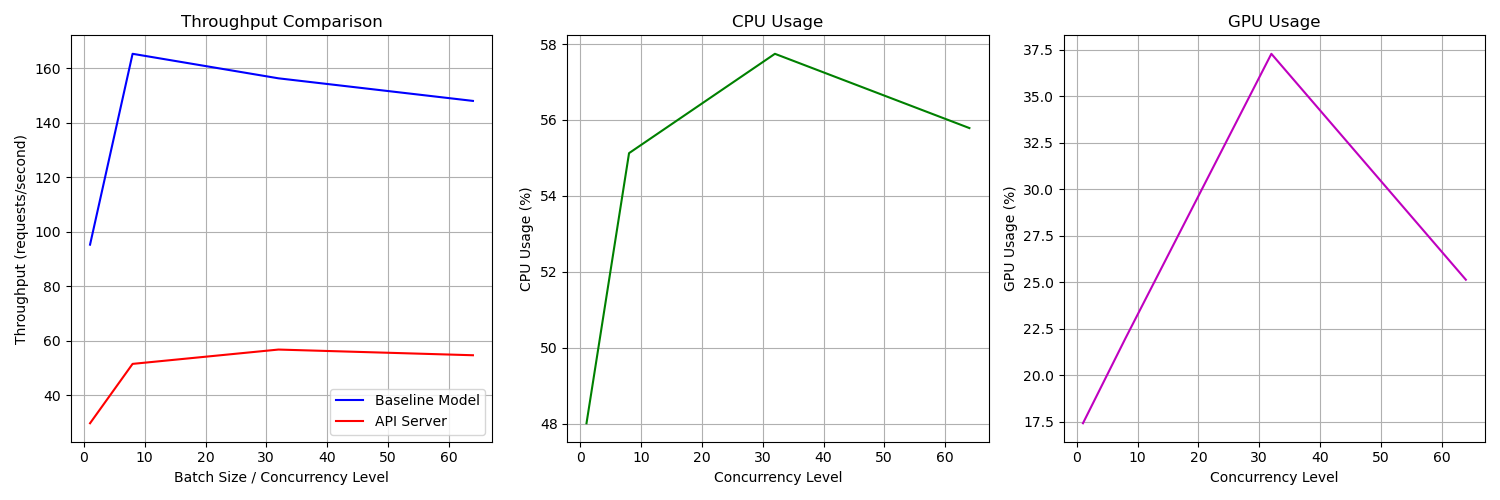 Throughput Comparison
160
140
120
100
80
60
40
Throughput (requests/second)
0 10 20 30 40 50 60
Batch Size / Concurrency Level
Baseline Model
API Server
CPU Usage
58
56
54
52
50
48
CPU Usage (%)
0 10 20 30 40 50 60
Concurrency Level
GPU Usage
37.5
35.0
32.5
30.0
27.5
25.0
22.5
20.0
17.5
GPU Usage (%)
0 10 20 30 40 50 60
Concurrency Level